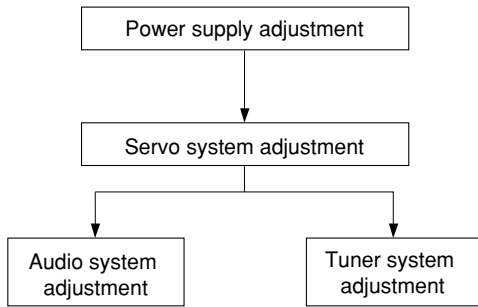 Power supply adjustment
Servo system adjustment
Audio system
adjustment
Tuner system
adjustment